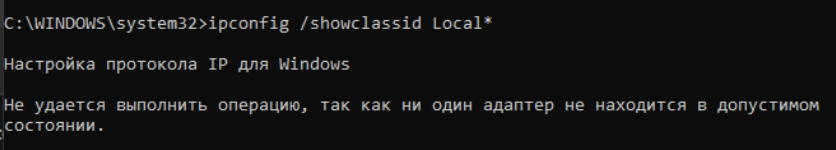 C:\WINDOWS\system32>ipconfig /showclassid Local*
Настройка протокола IP для Windows
Не удается выполнить операцию, так как ни один адаптер не находится в допустимом
состоянии.